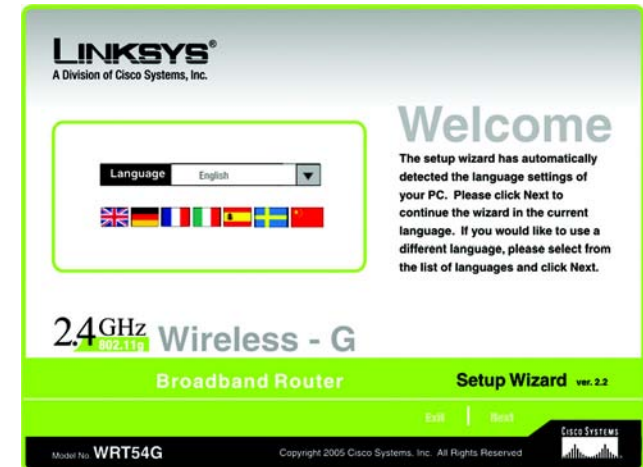 LINKSYS®
A Division of Cisco Systems, Inc.
Language English
Welcome
The setup wizard has automatically
detected the language settings of
your PC. Please click Next to
continue the wizard in the current
language. If you would like to use a
different language, please select from
the list of languages and click Next.
2.4 GHz
802.11g
Wireless - G
Broadband Router
Setup Wizard ver. 2.2
Exit | Next
CISCO SYSTEMS
Model No. WRT54G
Copyright 2005 Cisco Systems, Inc. All Rights Reserved